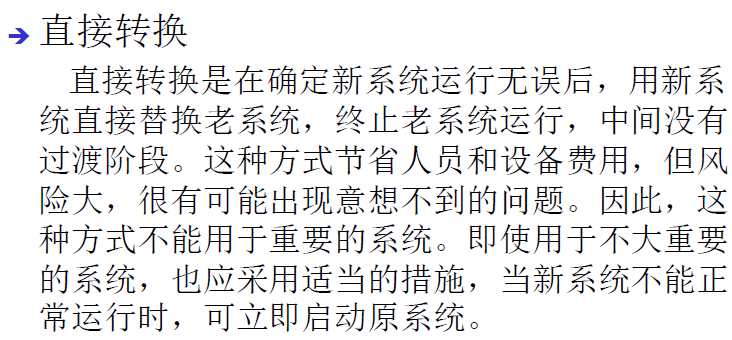 ➔ 直接转换
直接转换是在确定新系统运行无误后，用新系
统直接替换老系统，终止老系统运行，中间没有
过渡阶段。这种方式节省人员和设备费用，但风
险大，很有可能出现意想不到的问题。因此，这
种方式不能用于重要的系统。即使用于不大重要
的系统，也应采用适当的措施，当新系统不能正
常运行时，可立即启动原系统。